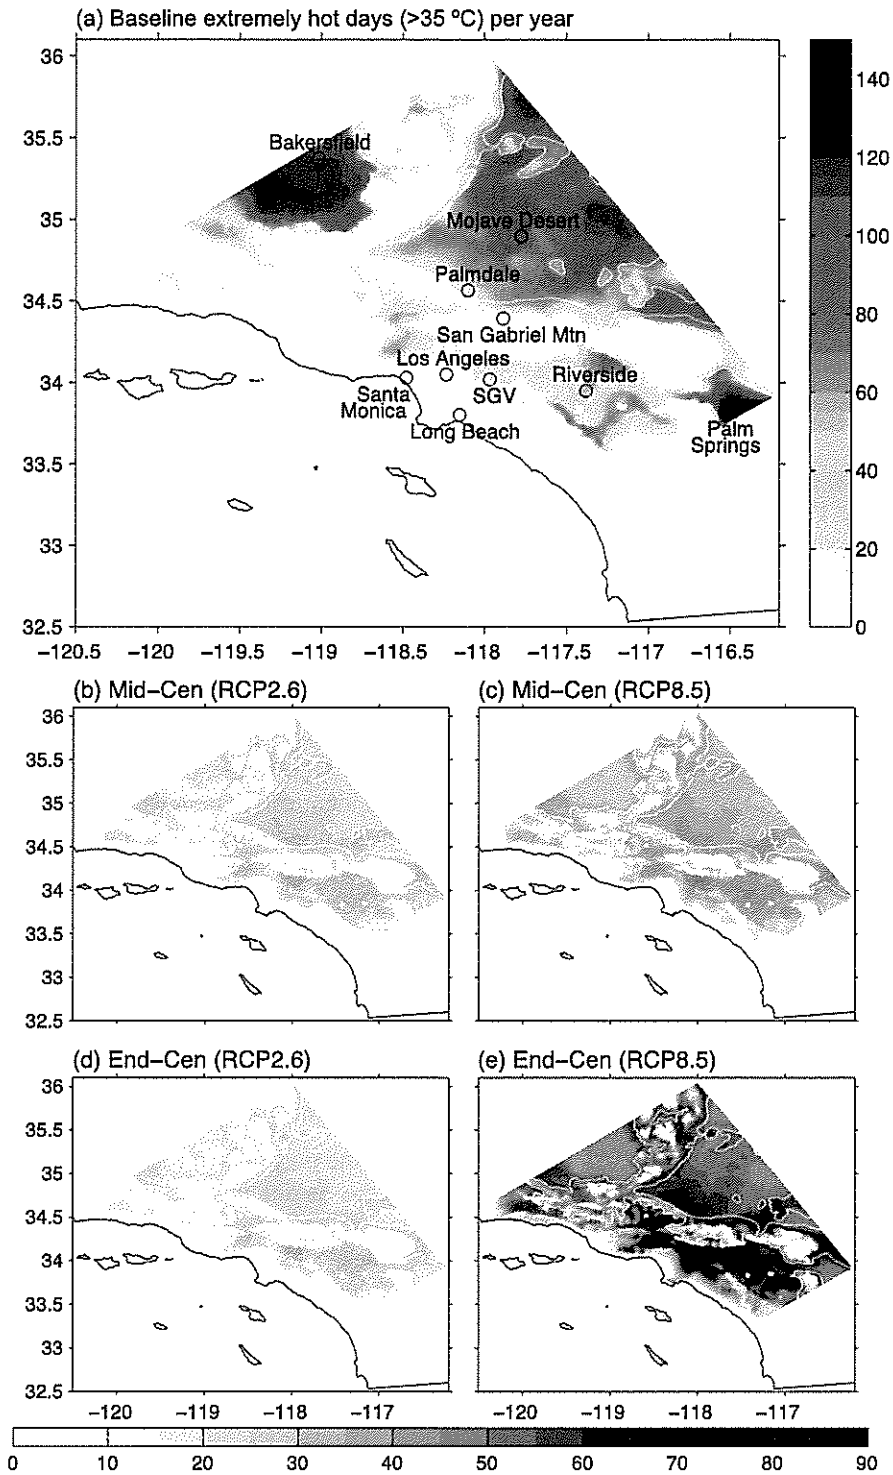 (a) Baseline extremely hot days (>35 ºC) per year
36
35.5
35
34.5
34
33.5
33
32.5
−120.5 −120 −119.5 −119 −118.5 −118 −117.5 −117 −116.5
Bakersfield
Mojave Desert
Palmdale
San Gabriel Mtn
Los Angeles
Riverside
Santa
Monica
SGV
Long Beach
Palm
Springs
140
120
100
80
60
40
20
0
(b) Mid−Cen (RCP2.6)
36
35.5
35
34.5
34
33.5
33
32.5
(c) Mid−Cen (RCP8.5)
(d) End−Cen (RCP2.6)
36
35.5
35
34.5
34
33.5
33
32.5
−120 −119 −118 −117
(e) End−Cen (RCP8.5)
−120 −119 −118 −117
0 10 20 30 40 50 60 70 80 90